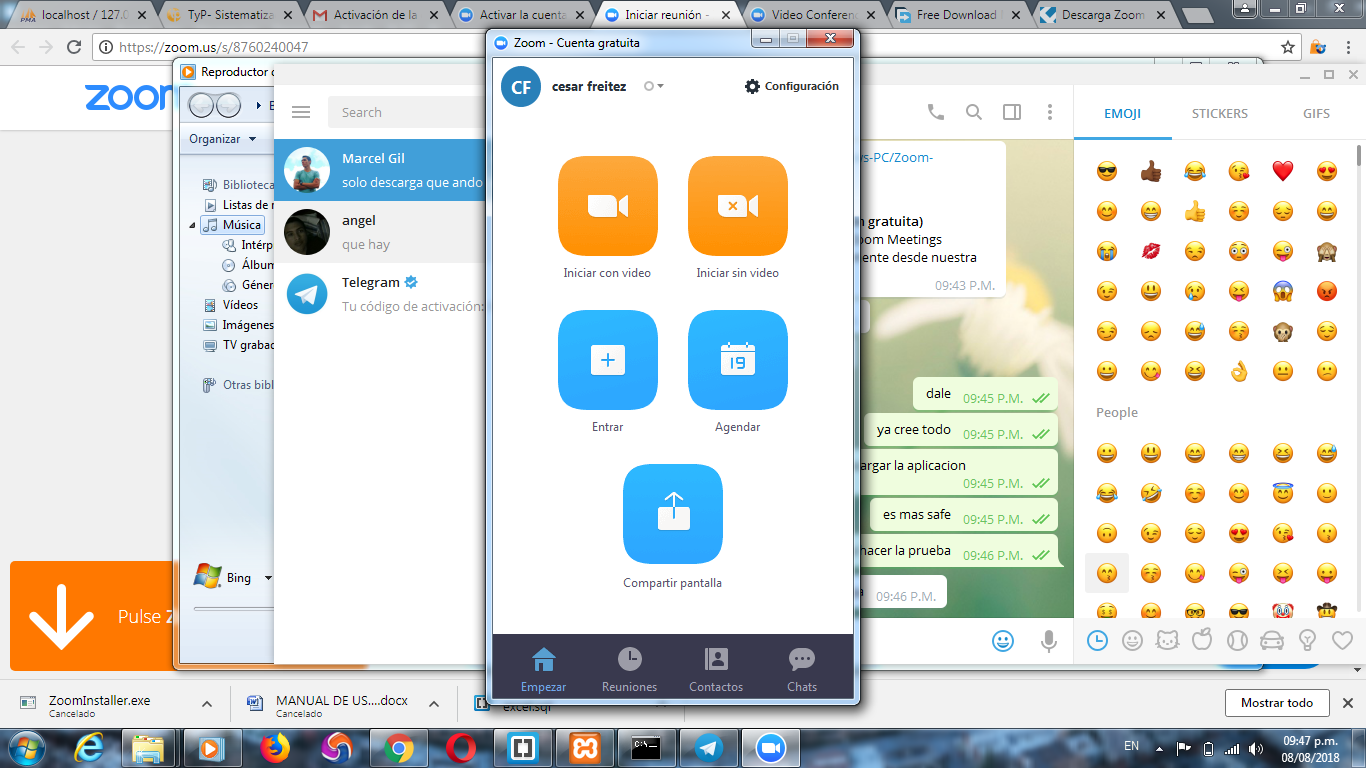 localhost / 127.0
TyP- Sistematiza
Activación de la
Activar la cuenta
Iniciar reunión -
Video Conferenc
Free Download
Descarga Zoom
https://zoom.us/s/8760240047
zoom
Reproductor
Organizar
Biblioteca
Listas de
Música
Intérp
Álbum
Géner
Vídeos
Imágenes
TV grabac
Otras bibl
Bing
Pulse
Search
Marcel Gil
solo descarga que ando
angel
que hay
Telegram
Tu código de activación:
Zoom - Cuenta gratuita
CF
cesar freitez
Configuración
Iniciar con video
Iniciar sin video
Entrar
19
Agendar
Compartir pantalla
Empezar
Reuniones
Contactos
Chats
s-PC/Zoom-
gratuita)
oom Meetings
ente desde nuestra
09:43 P.M.
dale 09:45 P.M.
ya cree todo 09:45 P.M.
argar la aplicacion
09:45 P.M.
es mas safe 09:45 P.M.
hacer la prueba 09:46 P.M.
09:46 P.M.
EMOJI
STICKERS
GIFS
People
ZoomInstaller.exe
Cancelado
MANUAL DE US....docx
Cancelado
excel.sql
Mostrar todo
EN
09:47 p.m.
08/08/2018